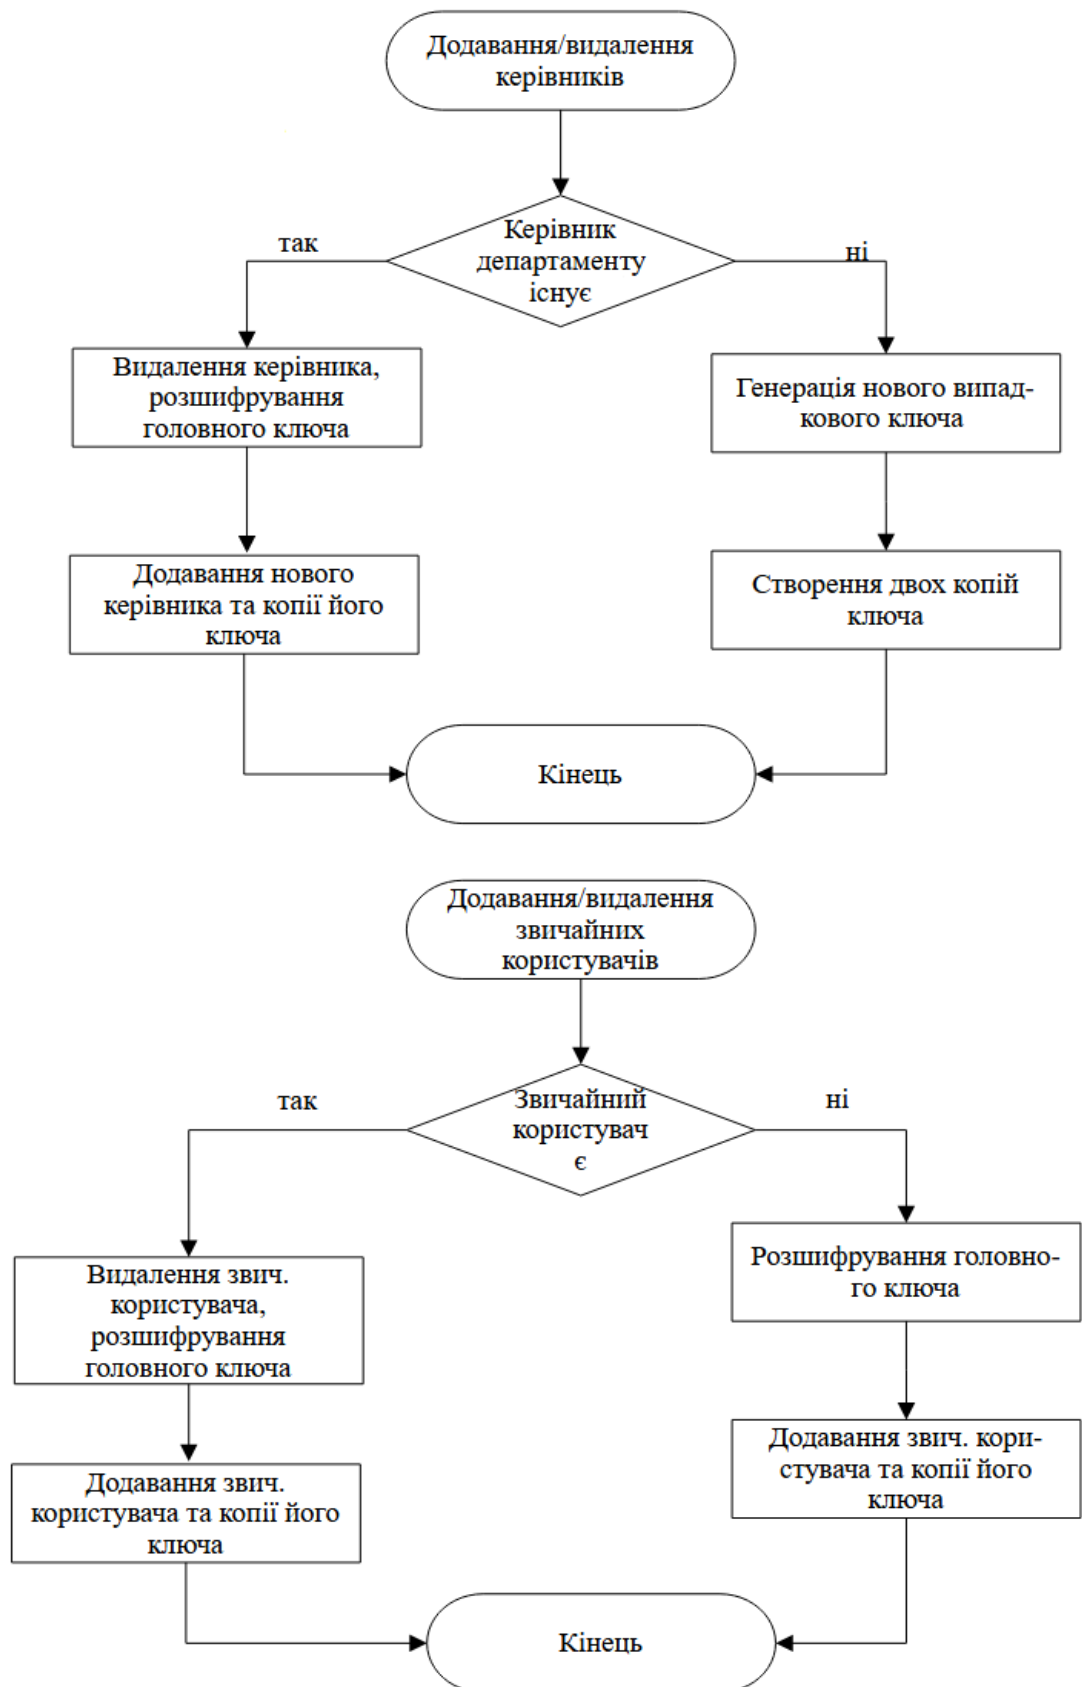 Додавання/видалення
керівників
Керівник
департаменту
існує
так
ні
Видалення керівника,
розшифрування
головного ключа
Генерація нового випад-
кового ключа
Додавання нового
керівника та копії його
ключа
Створення двох копій
ключа
Кінець
Додавання/видалення
звичайних
користувачів
Звичайний
користувач
є
так
ні
Видалення звич.
користувача,
розшифрування
головного ключа
Розшифрування головно-
го ключа
Додавання звич.
користувача та копії його
ключа
Додавання звич. кори-
стувача та копії його
ключа
Кінець